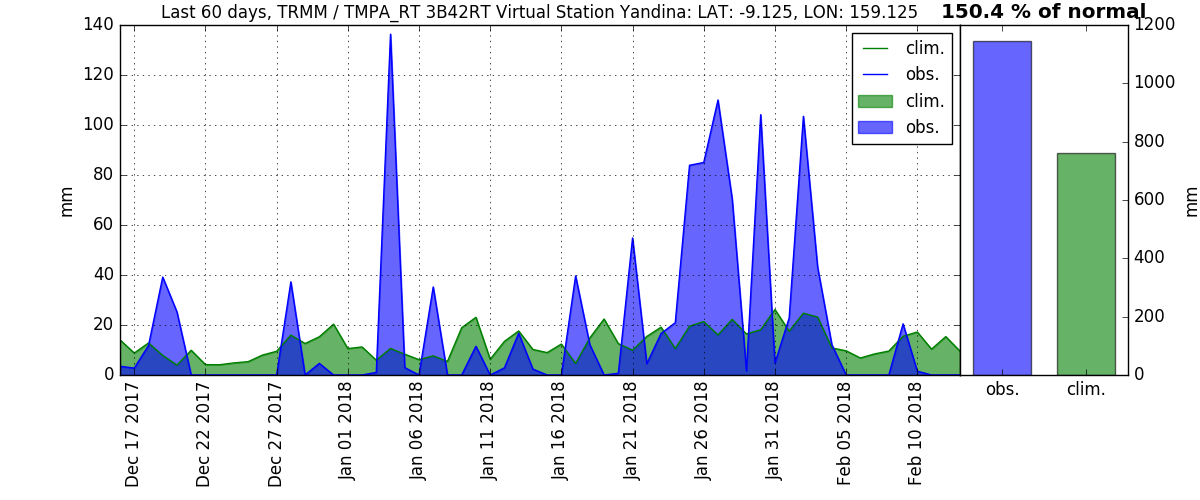 Last 60 days, TRMM / TMPA_RT 3B42RT Virtual Station Yandina: LAT: -9.125, LON: 159.125
150.4 % of normal
140
120
100
80
60
40
20
0
mm
clim.
obs.
clim.
obs.
Dec 17 2017
Dec 22 2017
Dec 27 2017
Jan 01 2018
Jan 06 2018
Jan 11 2018
Jan 16 2018
Jan 21 2018
Jan 26 2018
Jan 31 2018
Feb 05 2018
Feb 10 2018
1200
1000
800
600
400
200
0
mm
obs.
clim.